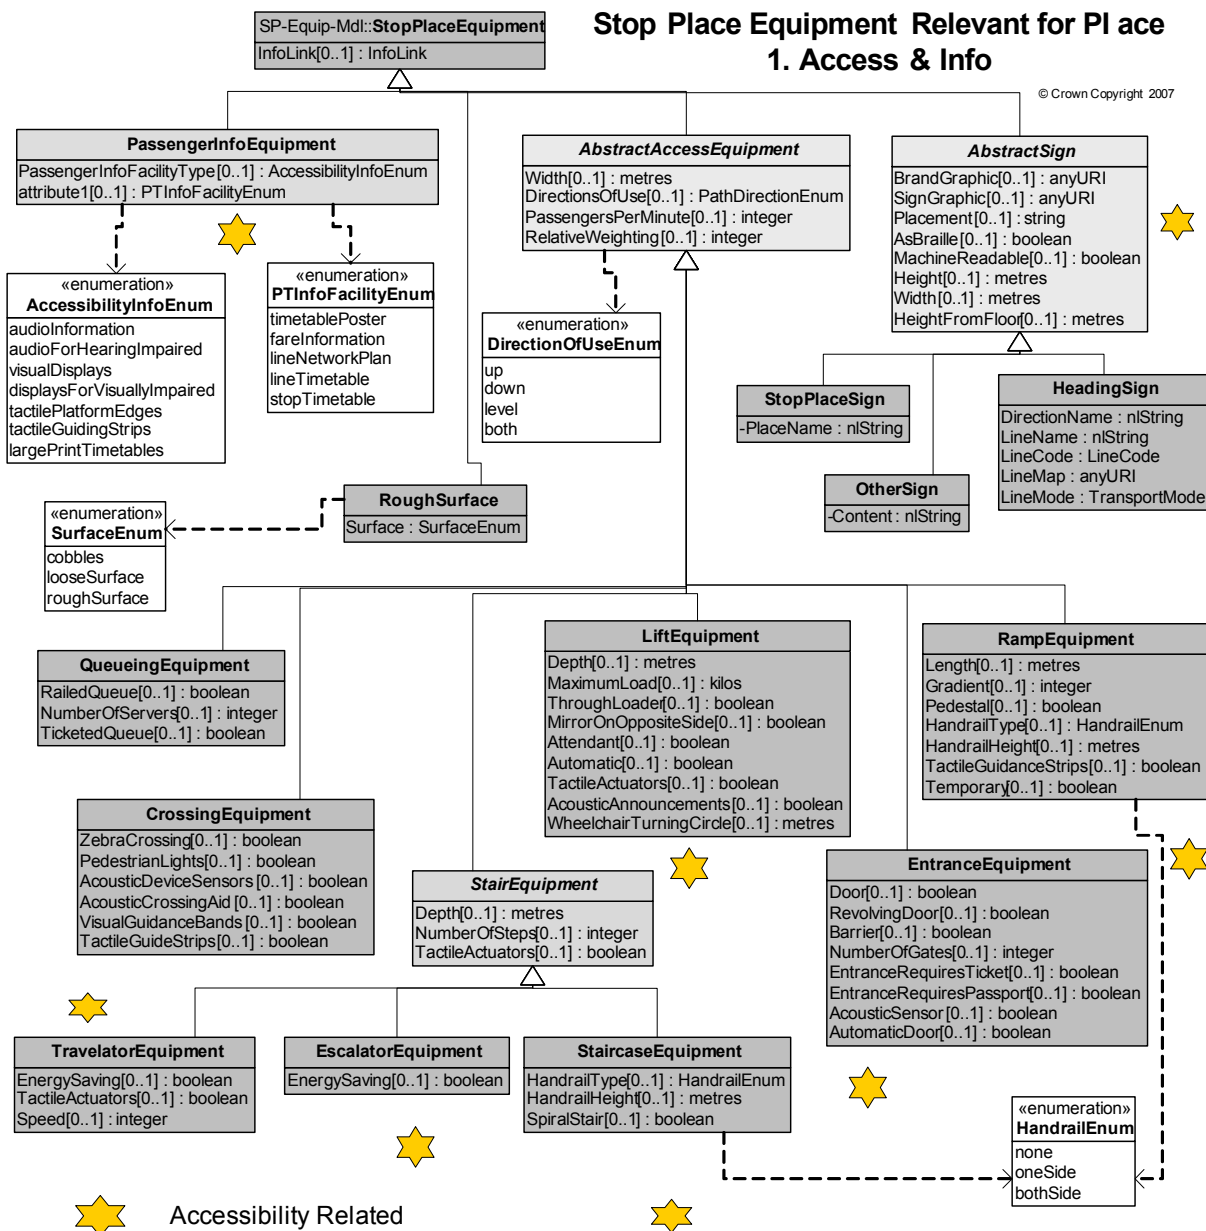 SP-Equip-Mdl::StopPlaceEquipment
InfoLink[0..1] : InfoLink
Stop Place Equipment Relevant for Pl ace
1. Access & Info
© Crown Copyright 2007
PassengerInfoEquipment
PassengerInfoFacilityType[0..1] : AccessibilityInfoEnum
attribute1[0..1] : PTInfoFacilityEnum
AbstractAccessEquipment
Width[0..1] : metres
DirectionsOfUse[0..1] : PathDirectionEnum
PassengersPerMinute[0..1] : integer
RelativeWeighting[0..1] : integer
AbstractSign
BrandGraphic[0..1] : anyURI
SignGraphic[0..1] : anyURI
Placement[0..1] : string
AsBraille[0..1] : boolean
MachineReadable[0..1] : boolean
Height[0..1] : metres
Width[0..1] : metres
HeightFromFloor[0..1] : metres
«enumeration»
AccessibilityInfoEnum
audioInformation
audioForHearingImpaired
visualDisplays
displaysForVisuallyImpaired
tactilePlatformEdges
tactileGuidingStrips
largePrintTimetables
«enumeration»
PTInfoFacilityEnum
timetablePoster
fareInformation
lineNetworkPlan
lineTimetable
stopTimetable
«enumeration»
DirectionOfUseEnum
up
down
level
both
StopPlaceSign
-PlaceName : nlString
HeadingSign
DirectionName : nlString
LineName : nlString
LineCode : LineCode
LineMap : anyURI
LineMode : TransportMode
OtherSign
-Content : nlString
RoughSurface
Surface : SurfaceEnum
«enumeration»
SurfaceEnum
cobbles
looseSurface
roughSurface
QueueingEquipment
RailedQueue[0..1] : boolean
NumberOfServers[0..1] : integer
TicketedQueue[0..1] : boolean
LiftEquipment
Depth[0..1] : metres
MaximumLoad[0..1] : kilos
ThroughLoader[0..1] : boolean
MirrorOnOppositeSide[0..1] : boolean
Attendant[0..1] : boolean
Automatic[0..1] : boolean
TactileActuators[0..1] : boolean
AcousticAnnouncements[0..1] : boolean
WheelchairTurningCircle[0..1] : metres
RampEquipment
Length[0..1] : metres
Gradient[0..1] : integer
Pedestal[0..1] : boolean
HandrailType[0..1] : HandrailEnum
HandrailHeight[0..1] : metres
TactileGuidanceStrips[0..1] : boolean
Temporary[0..1] : boolean
CrossingEquipment
ZebraCrossing[0..1] : boolean
PedestrianLights[0..1] : boolean
AcousticDeviceSensors[0..1] : boolean
AcousticCrossingAid[0..1] : boolean
VisualGuidanceBands[0..1] : boolean
TactileGuideStrips[0..1] : boolean
StairEquipment
Depth[0..1] : metres
NumberOfSteps[0..1] : integer
TactileActuators[0..1] : boolean
EntranceEquipment
Door[0..1] : boolean
RevolvingDoor[0..1] : boolean
Barrier[0..1] : boolean
NumberOfGates[0..1] : integer
EntranceRequiresTicket[0..1] : boolean
EntranceRequiresPassport[0..1] : boolean
AcousticSensor[0..1] : boolean
AutomaticDoor[0..1] : boolean
TravelatorEquipment
EnergySaving[0..1] : boolean
TactileActuators[0..1] : boolean
Speed[0..1] : integer
EscalatorEquipment
EnergySaving[0..1] : boolean
StaircaseEquipment
HandrailType[0..1] : HandrailEnum
HandrailHeight[0..1] : metres
SpiralStair[0..1] : boolean
«enumeration»
HandrailEnum
none
oneSide
bothSide
Accessibility Related